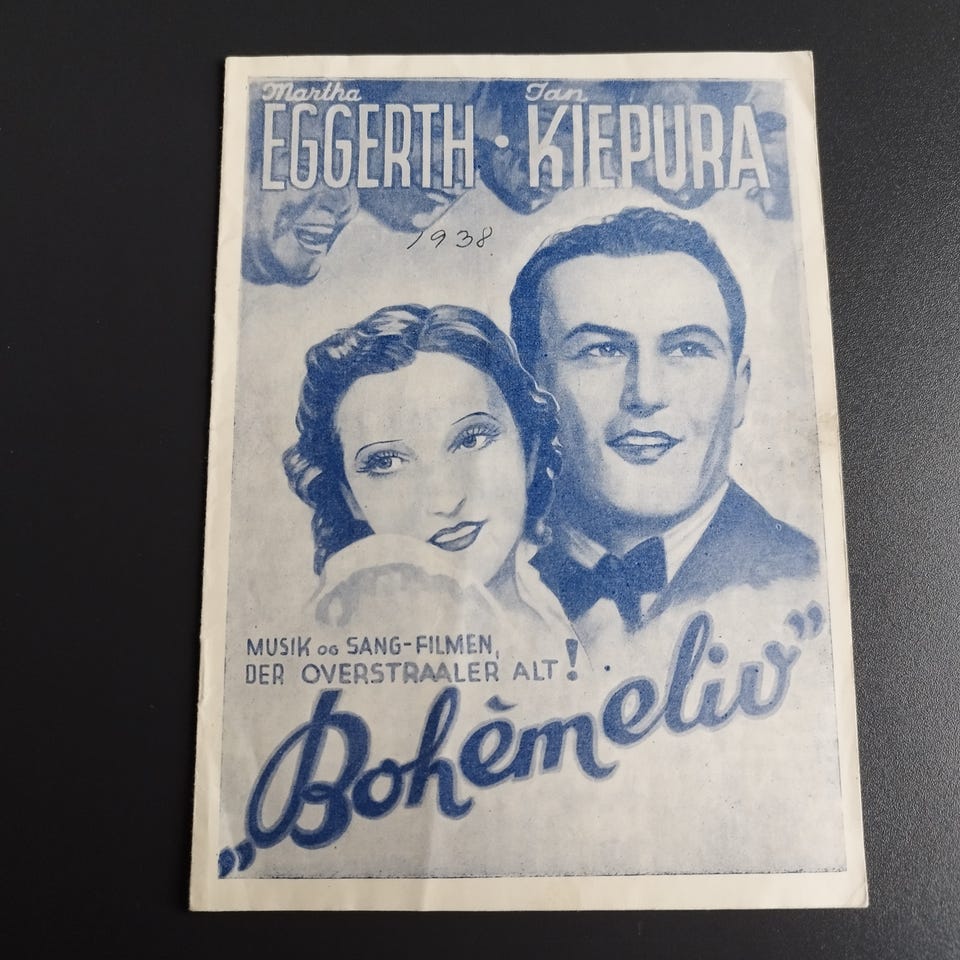 Martha Jan
EGGERTH · KIEPURA
1938
MUSIK OG SANG-FILMEN,
DER OVERSTRAALER ALT!
„Bohèmeliv”